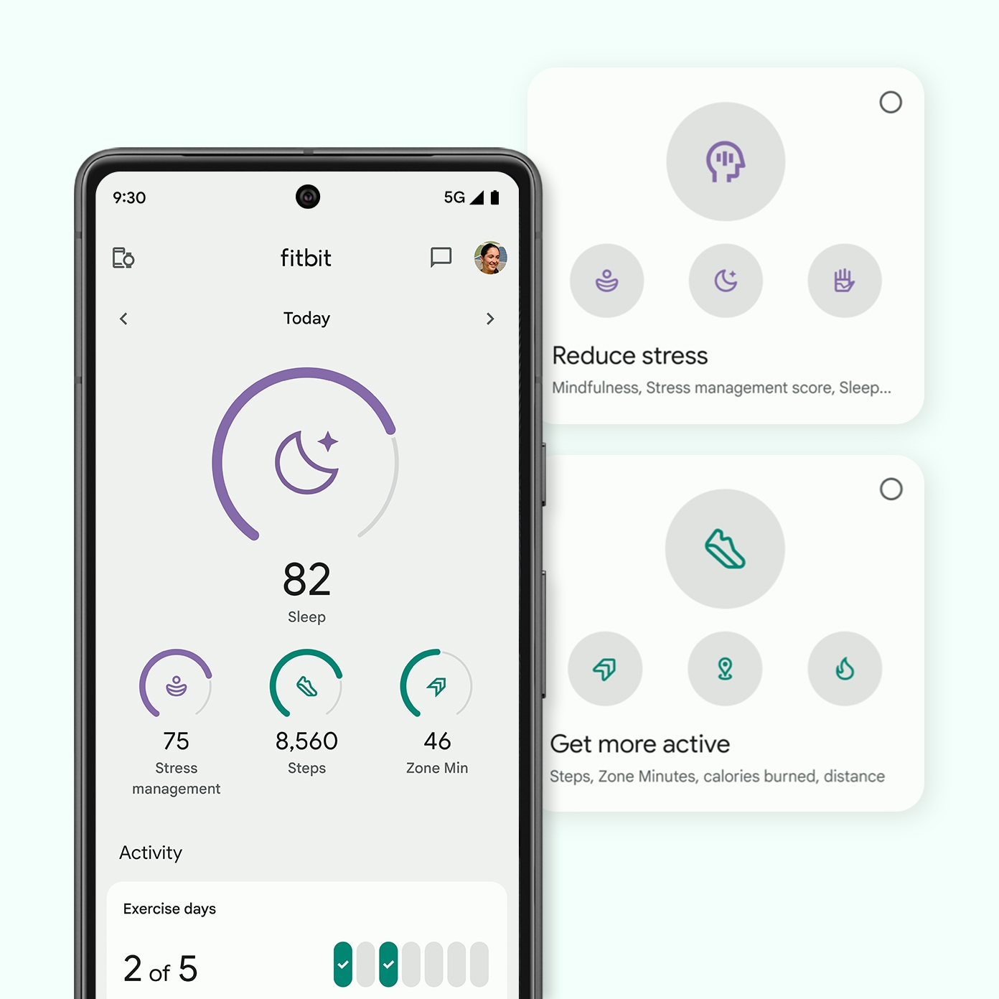 9:30
5G
fitbit
Today
82
Sleep
75
Stress
management
8,560
Steps
46
Zone Min
Activity
Exercise days
2 of 5
Reduce stress
Mindfulness, Stress management score, Sleep...
Get more active
Steps, Zone Minutes, calories burned, distance